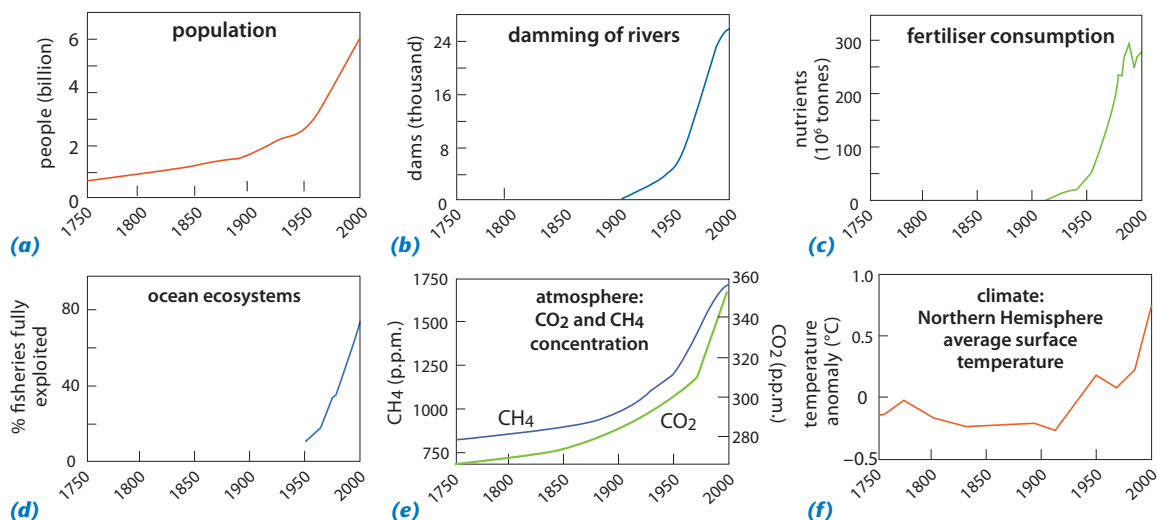 population
people (billion)
6
4
2
0
1750
1800
1850
1900
1950
2000
(a)
damming of rivers
dams (thousand)
24
16
8
0
1750
1800
1850
1900
1950
2000
(b)
fertiliser consumption
nutrients
(10⁶ tonnes)
300
200
100
0
1750
1800
1850
1900
1950
2000
(c)
ocean ecosystems
% fisheries fully
exploited
80
40
0
1750
1800
1850
1900
1950
2000
(d)
atmosphere:
CO₂ and CH₄
concentration
CH₄ (p.p.m.)
1750
1500
1250
1000
750
CO₂ (p.p.m.)
360
340
320
300
280
260
CH₄
CO₂
1750
1800
1850
1900
1950
2000
(e)
climate:
Northern Hemisphere
average surface
temperature
temperature
anomaly (°C)
1.0
0.5
0
−0.5
1750
1800
1850
1900
1950
2000
(f)